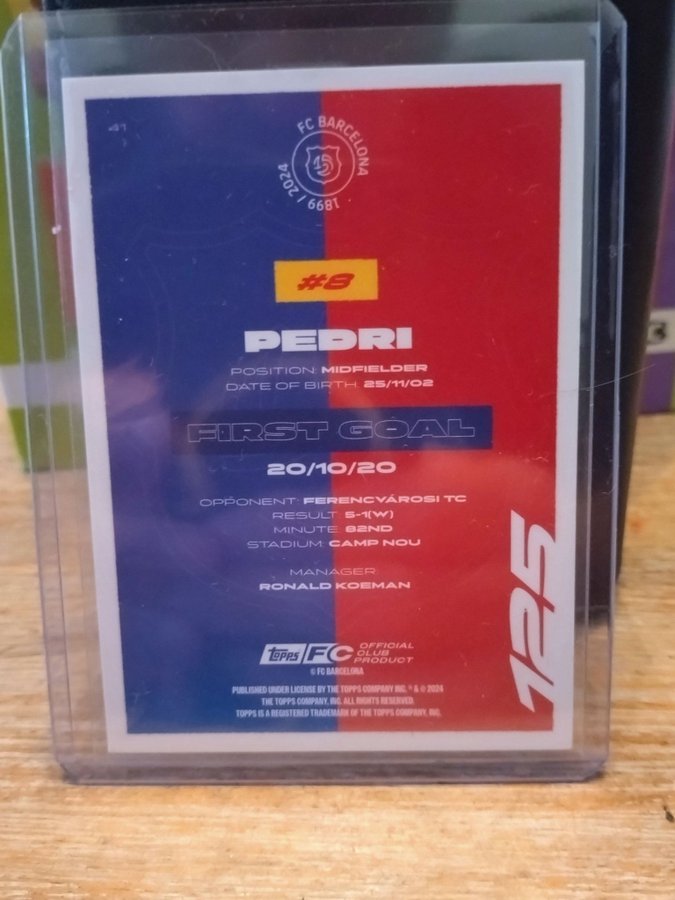 41
FC BARCELONA
1899 / 2024
#8
PEDRI
POSITION: MIDFIELDER
DATE OF BIRTH: 25/11/02
FIRST GOAL
20/10/20
OPPONENT: FERENCVÁROSI TC
RESULT: 5-1(W)
MINUTE: 82ND
STADIUM: CAMP NOU
MANAGER:
RONALD KOEMAN
125
Topps FC OFFICIAL
CLUB
PRODUCT
© FC BARCELONA
PUBLISHED UNDER LICENSE BY THE TOPPS COMPANY INC. ® & © 2024
THE TOPPS COMPANY, INC. ALL RIGHTS RESERVED.
TOPPS IS A REGISTERED TRADEMARK OF THE TOPPS COMPANY, INC.